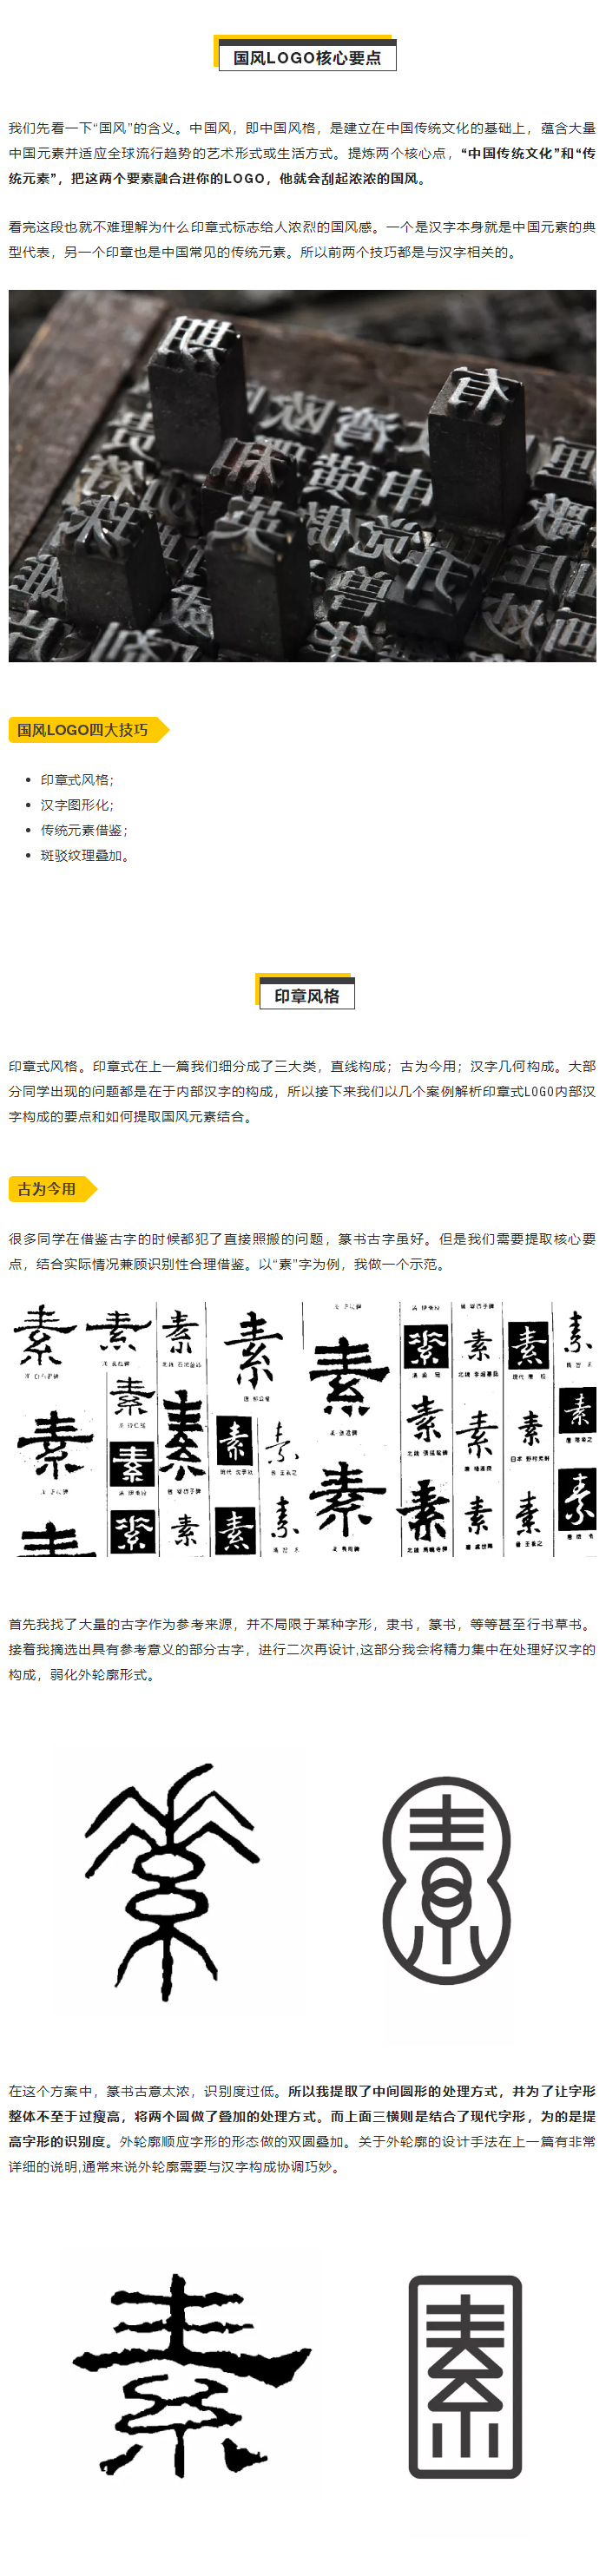 国风LOGO核心要点
我们先看一下“国风”的含义。中国风，即中国风格，是建立在中国传统文化的基础上，蕴含大量
中国元素并适应全球流行趋势的艺术形式或生活方式。提炼两个核心点，“中国传统文化”和“传
统元素”，把这两个要素融合进你的LOGO，他就会刮起浓浓的国风。
看完这段也就不难理解为什么印章式标志给人浓烈的国风感。一个是汉字本身就是中国元素的典
型代表，另一个印章也是中国常见的传统元素。所以前两个技巧都是与汉字相关的。
国风LOGO四大技巧
• 印章式风格；
• 汉字图形化；
• 传统元素借鉴；
• 斑驳纹理叠加。
印章风格
印章式风格。印章式在上一篇我们细分成了三大类，直线构成；古为今用；汉字几何构成。大部
分同学出现的问题都是在于内部汉字的构成，所以接下来我们以几个案例解析印章式LOGO内部汉
字构成的要点和如何提取国风元素结合。
古为今用
很多同学在借鉴古字的时候都犯了直接照搬的问题，篆书古字虽好。但是我们需要提取核心要
点，结合实际情况兼顾识别性合理借鉴。以“素”字为例，我做一个示范。
素 素 素 素 素 素 素 素 素
首先我找了大量的古字作为参考来源，并不局限于某种字形，隶书，篆书，等等甚至行书草书。
接着我摘选出具有参考意义的部分古字，进行二次再设计,这部分我会将精力集中在处理好汉字的
构成，弱化外轮廓形式。
素 素
在这个方案中，篆书古意太浓，识别度过低。所以我提取了中间圆形的处理方式，并为了让字形
整体不至于过瘦高，将两个圆做了叠加的处理方式。而上面三横则是结合了现代字形，为的是提
高字形的识别度。外轮廓顺应字形的形态做的双圆叠加。关于外轮廓的设计手法在上一篇有非常
详细的说明,通常来说外轮廓需要与汉字构成协调巧妙。
素 素